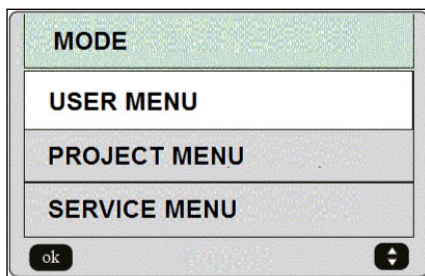 MODE
USER MENU
PROJECT MENU
SERVICE MENU
ok